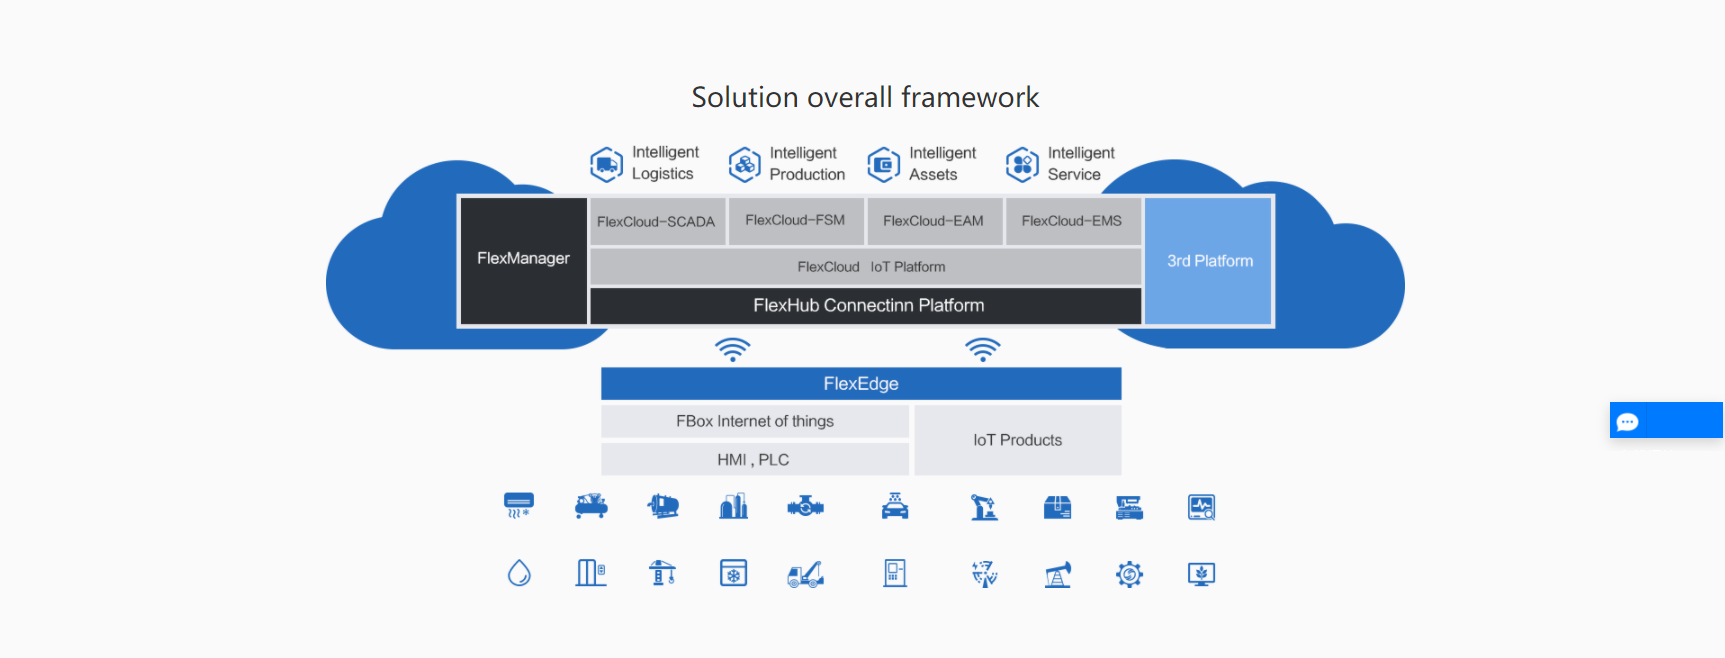 Solution overall framework
Intelligent
Logistics
Intelligent
Production
Intelligent
Assets
Intelligent
Service
FlexManager
FlexCloud-SCADA
FlexCloud-FSM
FlexCloud-EAM
FlexCloud-EMS
3rd Platform
FlexCloud IoT Platform
FlexHub Connectinn Platform
FlexEdge
FBox Internet of things
IoT Products
HMI , PLC